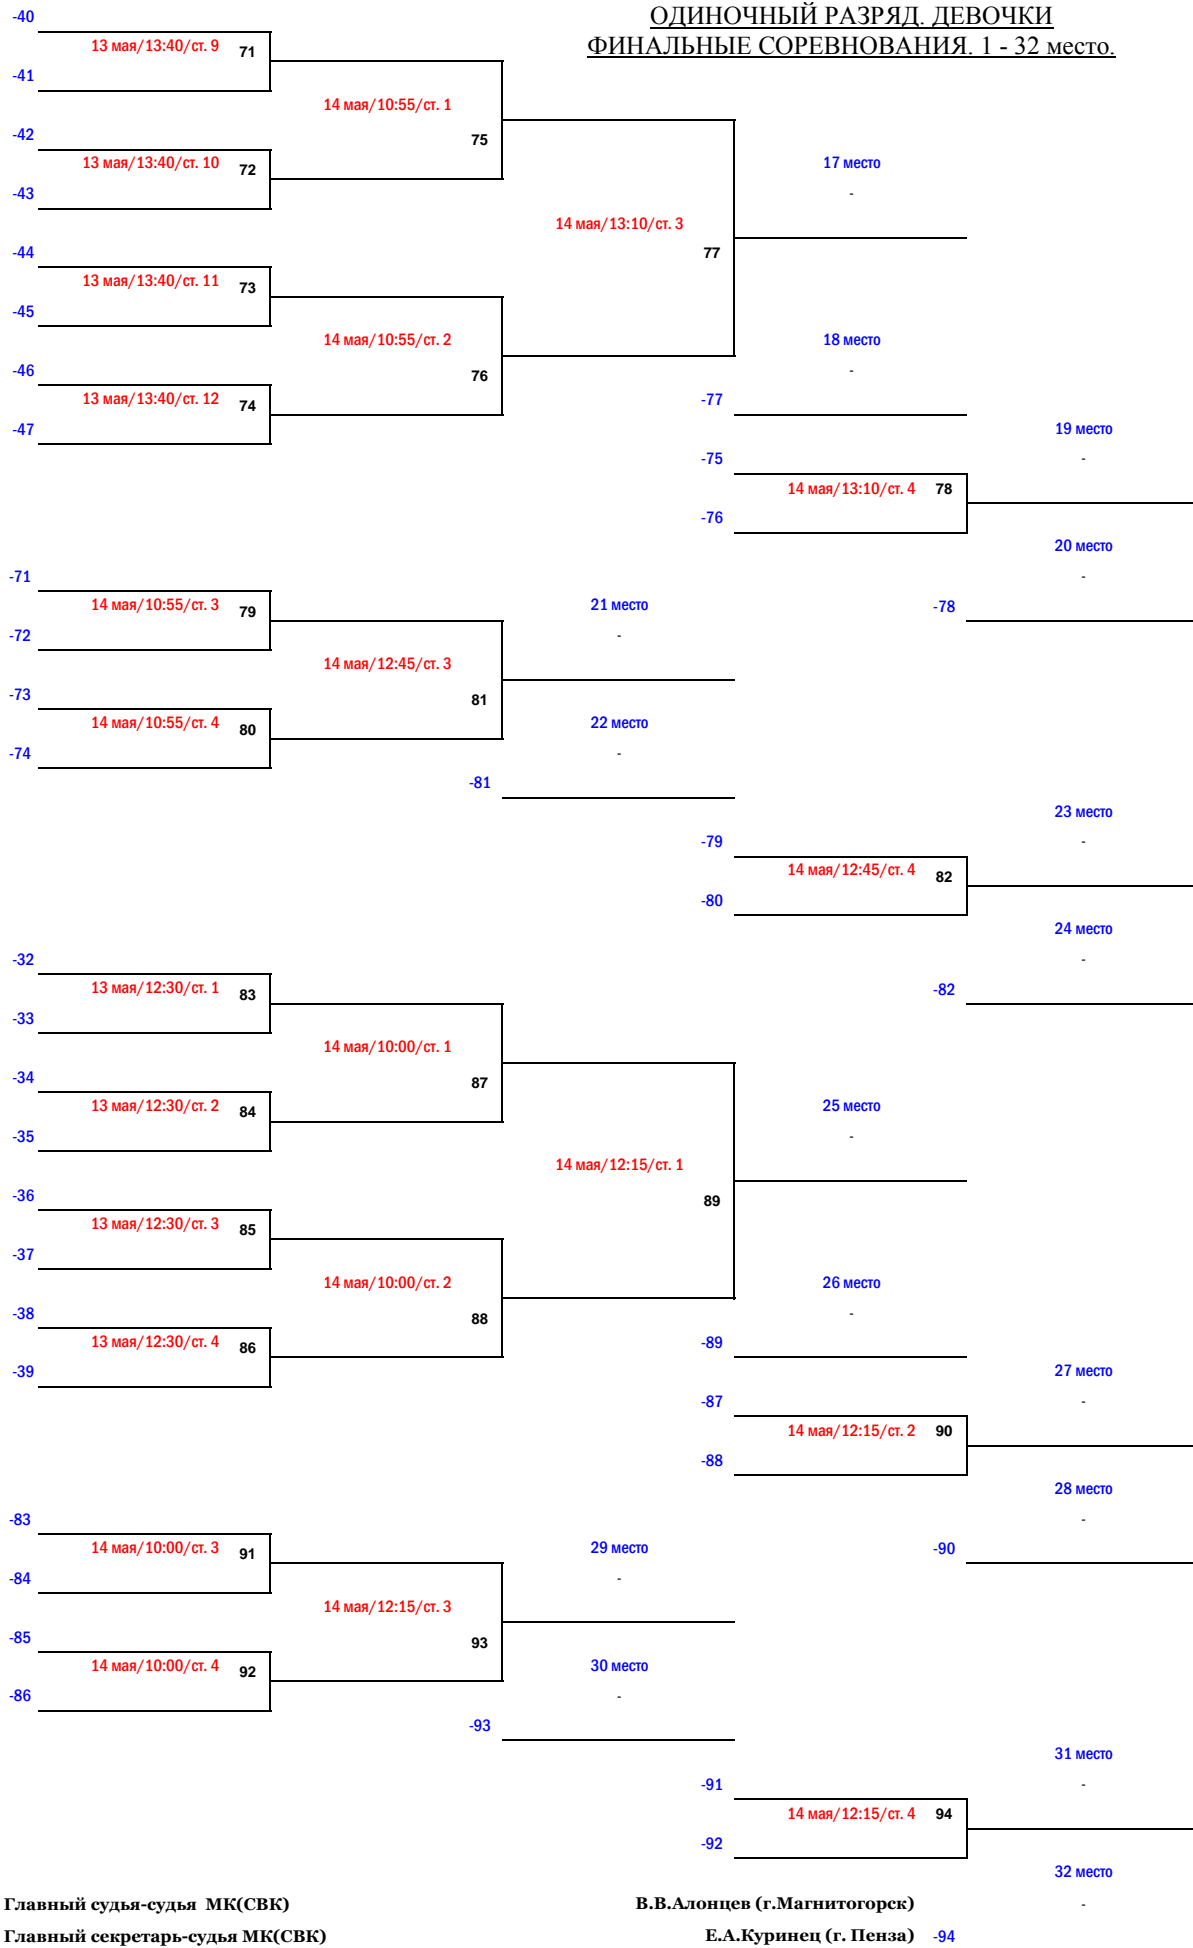 ОДИНОЧНЫЙ РАЗРЯД. ДЕВОЧКИ
ФИНАЛЬНЫЕ СОРЕВНОВАНИЯ. 1 - 32 место.
-40
13 мая/13:40/ст. 9 71
-41
14 мая/10:55/ст. 1
75
-42
13 мая/13:40/ст. 10 72
-43
17 место
-
14 мая/13:10/ст. 3
77
-44
13 мая/13:40/ст. 11 73
-45
14 мая/10:55/ст. 2
76
18 место
-
-46
13 мая/13:40/ст. 12 74
-47
-77
19 место
-
-75
14 мая/13:10/ст. 4 78
-76
20 место
-
-78
-71
14 мая/10:55/ст. 3 79
-72
21 место
-
14 мая/12:45/ст. 3
81
-73
14 мая/10:55/ст. 4 80
-74
22 место
-
-81
23 место
-
-79
14 мая/12:45/ст. 4 82
-80
24 место
-
-82
-32
13 мая/12:30/ст. 1 83
-33
14 мая/10:00/ст. 1
87
-34
13 мая/12:30/ст. 2 84
-35
25 место
-
14 мая/12:15/ст. 1
89
-36
13 мая/12:30/ст. 3 85
-37
14 мая/10:00/ст. 2
88
26 место
-
-38
13 мая/12:30/ст. 4 86
-39
-89
27 место
-
-87
14 мая/12:15/ст. 2 90
-88
28 место
-
-90
-83
14 мая/10:00/ст. 3 91
-84
29 место
-
14 мая/12:15/ст. 3
93
-85
14 мая/10:00/ст. 4 92
-86
30 место
-
-93
31 место
-
-91
14 мая/12:15/ст. 4 94
-92
32 место
-
Главный судья-судья МК(СВК) В.В.Алонцев (г.Магнитогорск)
Главный секретарь-судья МК(СВК) Е.А.Куринец (г. Пенза) -94